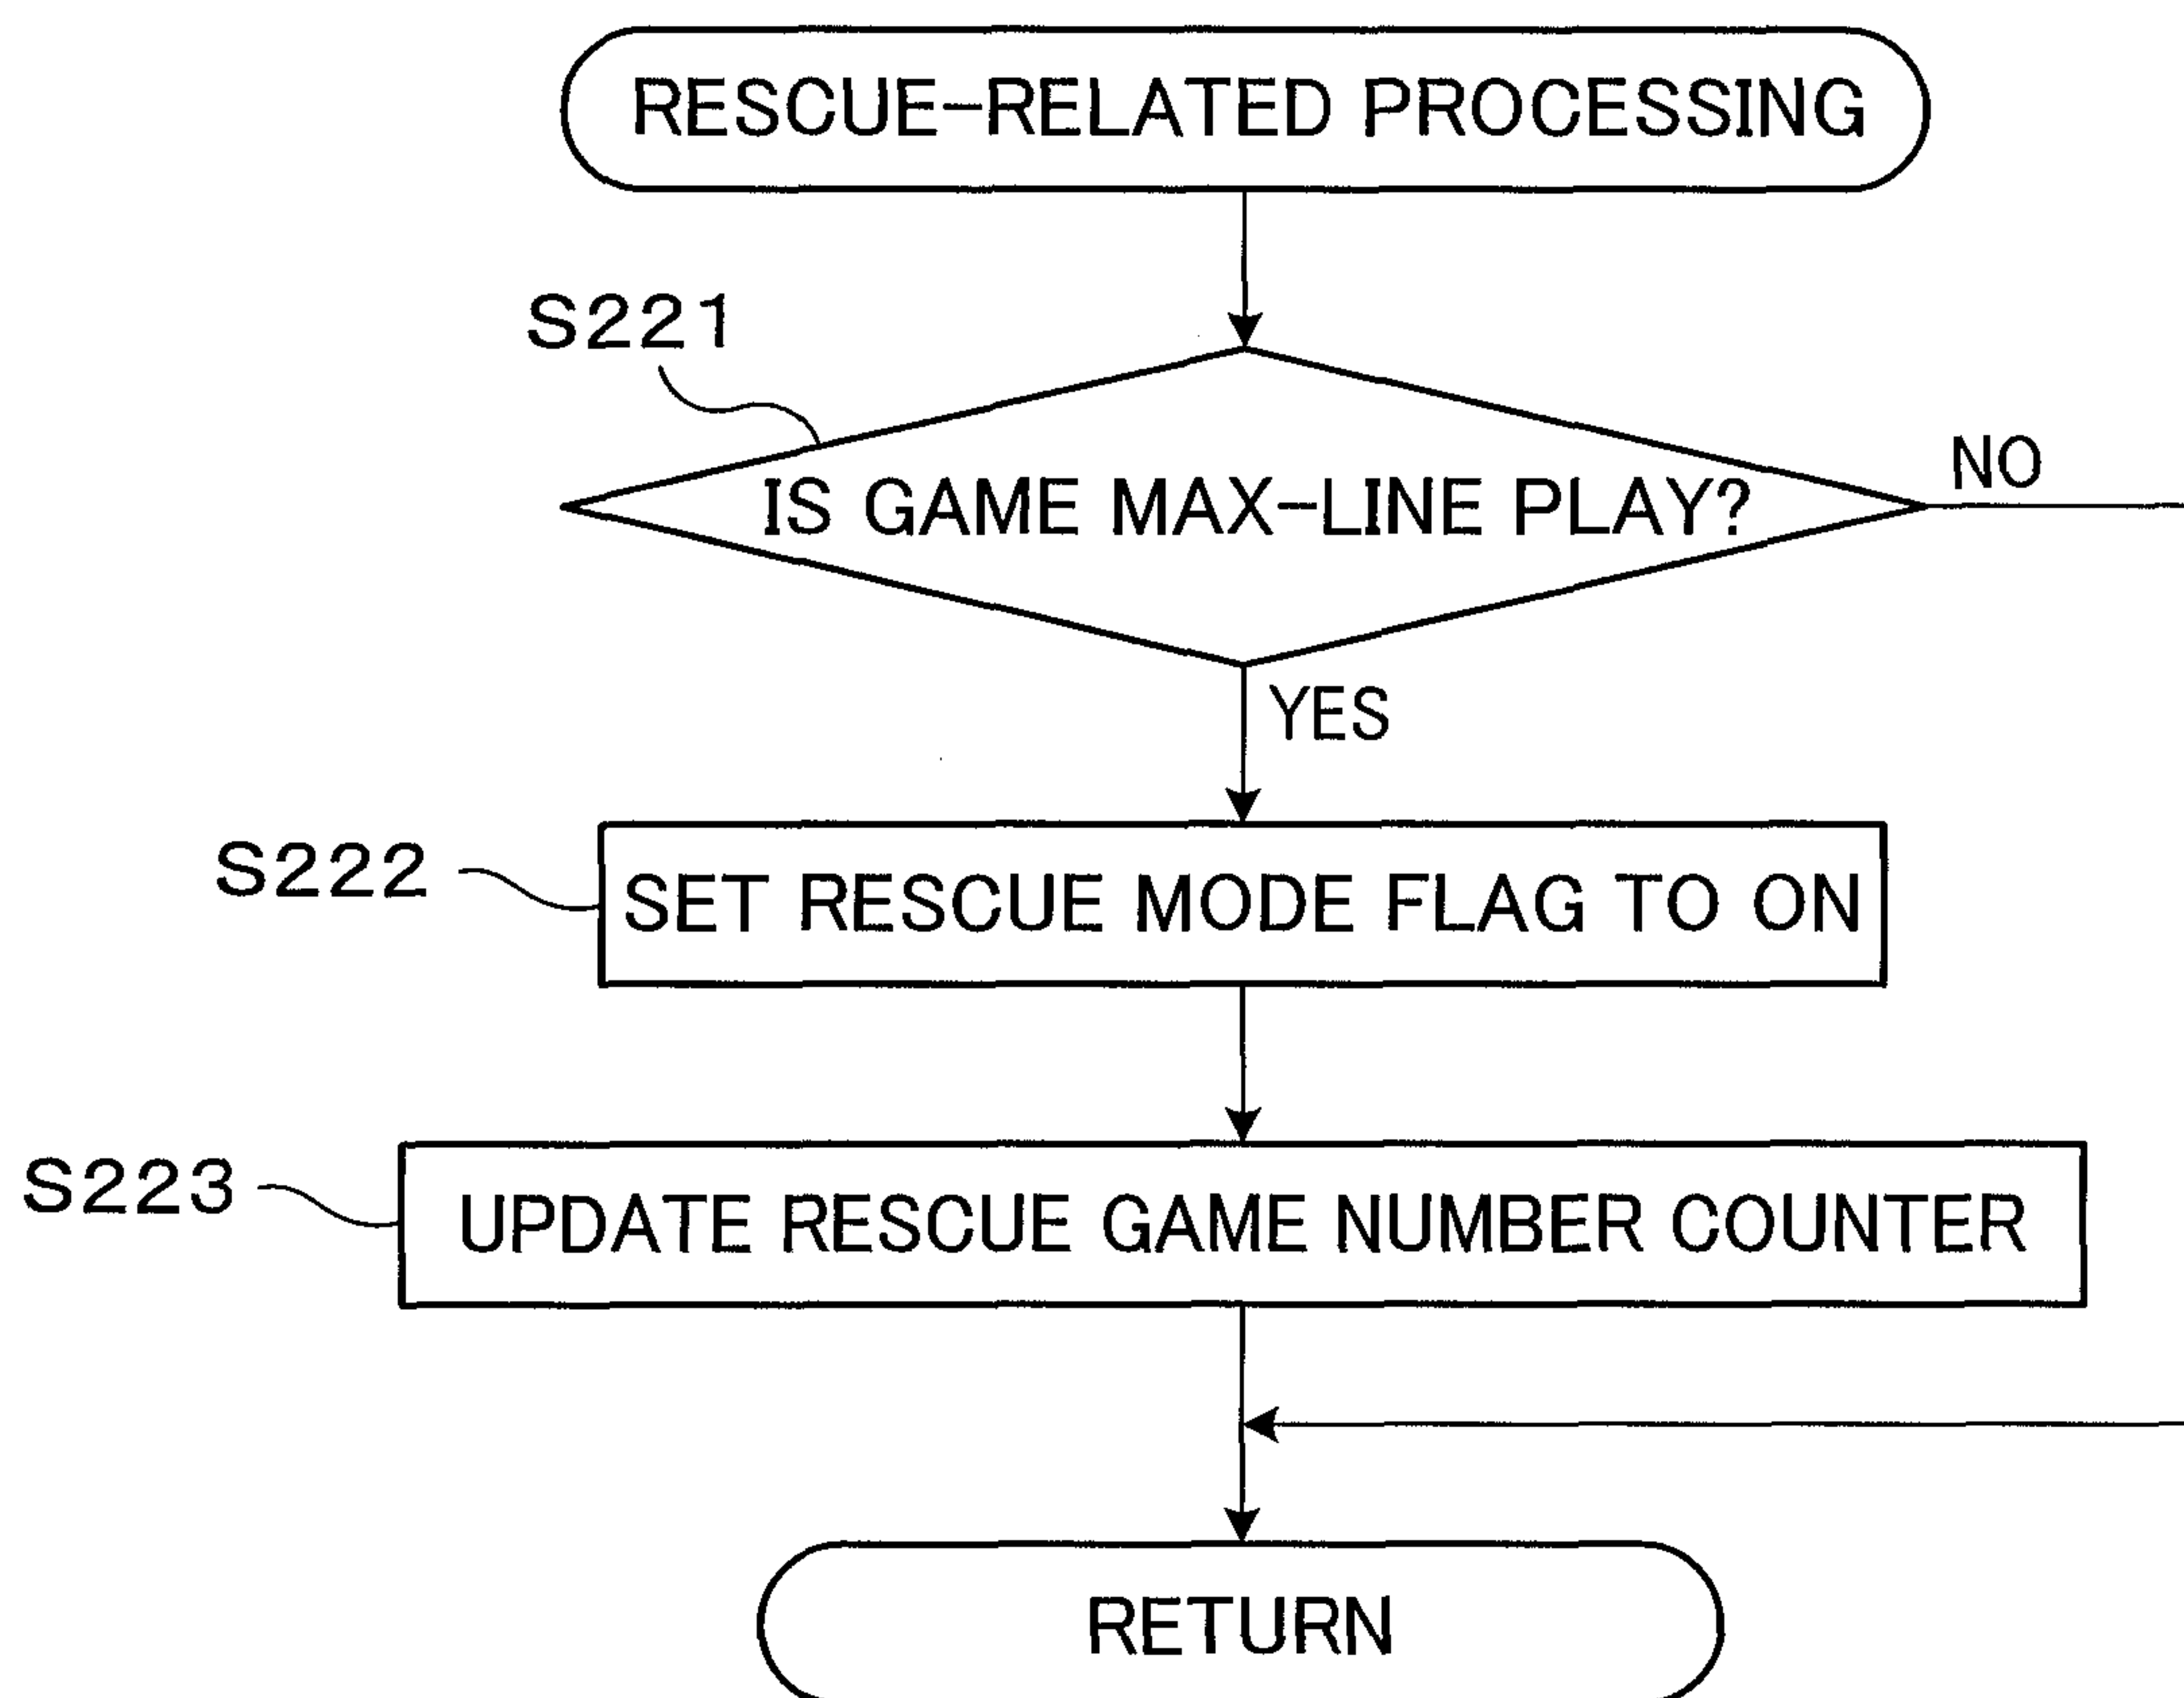 RESCUE-RELATED PROCESSING
S221
IS GAME MAX-LINE PLAY?
NO
YES
S222
SET RESCUE MODE FLAG TO ON
S223
UPDATE RESCUE GAME NUMBER COUNTER
RETURN